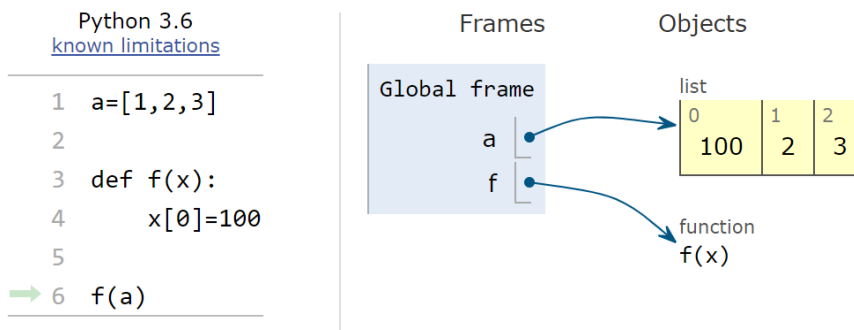 Python 3.6
known limitations
1 a=[1,2,3]
2
3 def f(x):
4     x[0]=100
5
6 f(a)
Frames
Objects
Global frame
a
f
list
0 1 2
100 2 3
function
f(x)